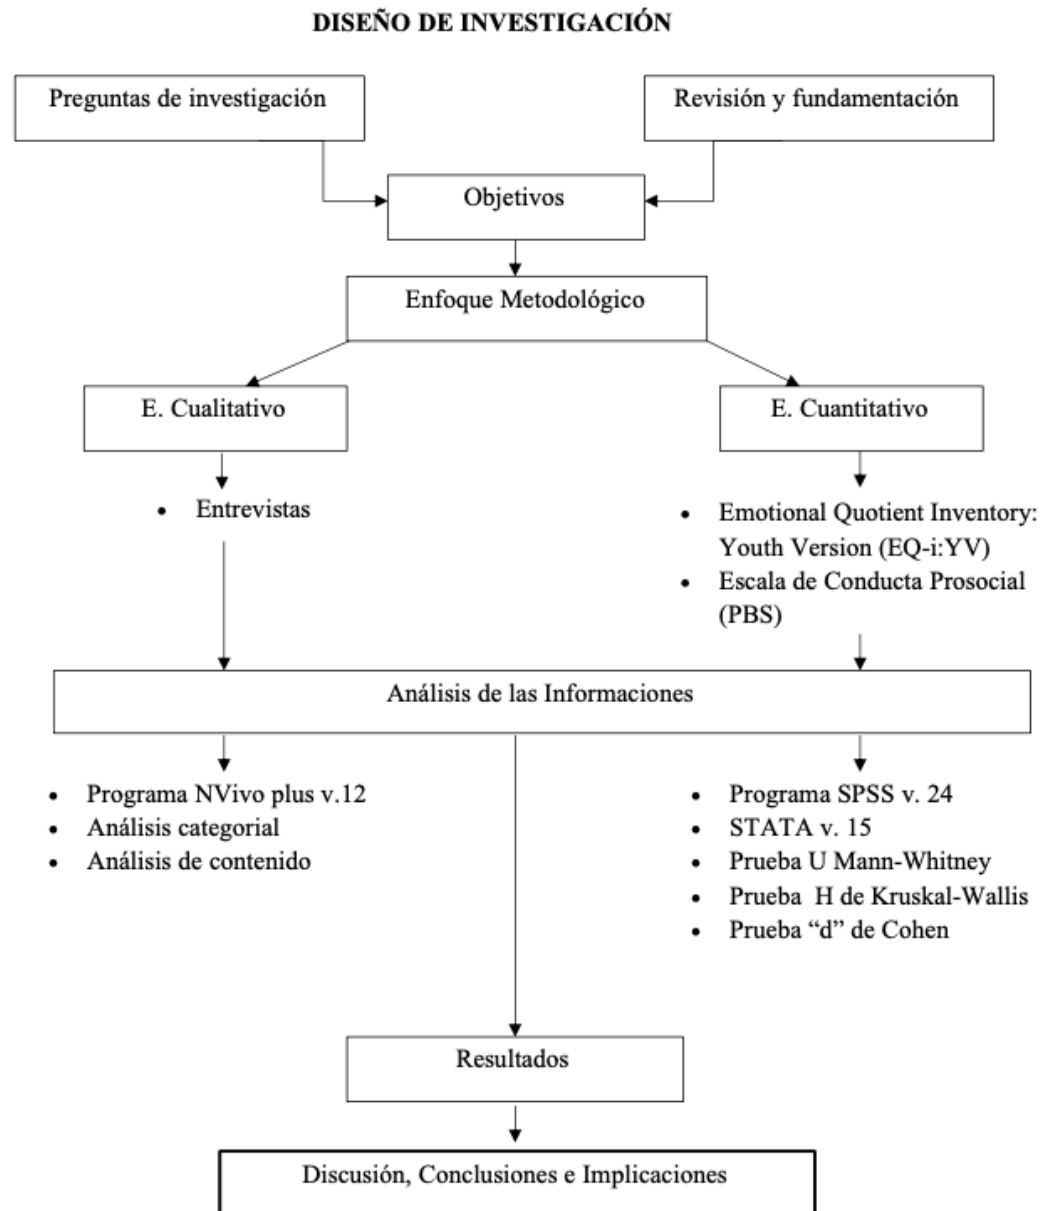 DISEÑO DE INVESTIGACIÓN
Preguntas de investigación
Revisión y fundamentación
Objetivos
Enfoque Metodológico
E. Cualitativo
E. Cuantitativo
• Entrevistas
• Emotional Quotient Inventory:
Youth Version (EQ-i:YV)
• Escala de Conducta Prosocial
(PBS)
Análisis de las Informaciones
• Programa NVivo plus v.12
• Análisis categorial
• Análisis de contenido
• Programa SPSS v. 24
• STATA v. 15
• Prueba U Mann-Whitney
• Prueba H de Kruskal-Wallis
• Prueba “d” de Cohen
Resultados
Discusión, Conclusiones e Implicaciones